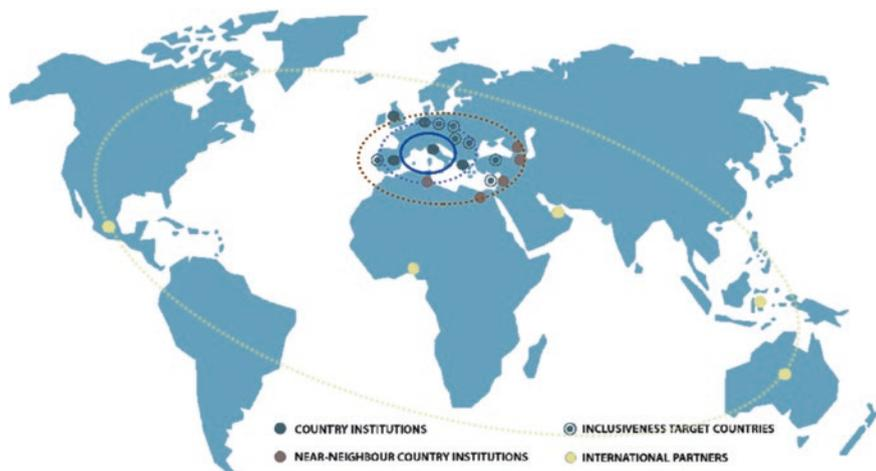 COUNTRY INSTITUTIONS
INCLUSIVENESS TARGET COUNTRIES
NEAR-NEIGHBOUR COUNTRY INSTITUTIONS
INTERNATIONAL PARTNERS